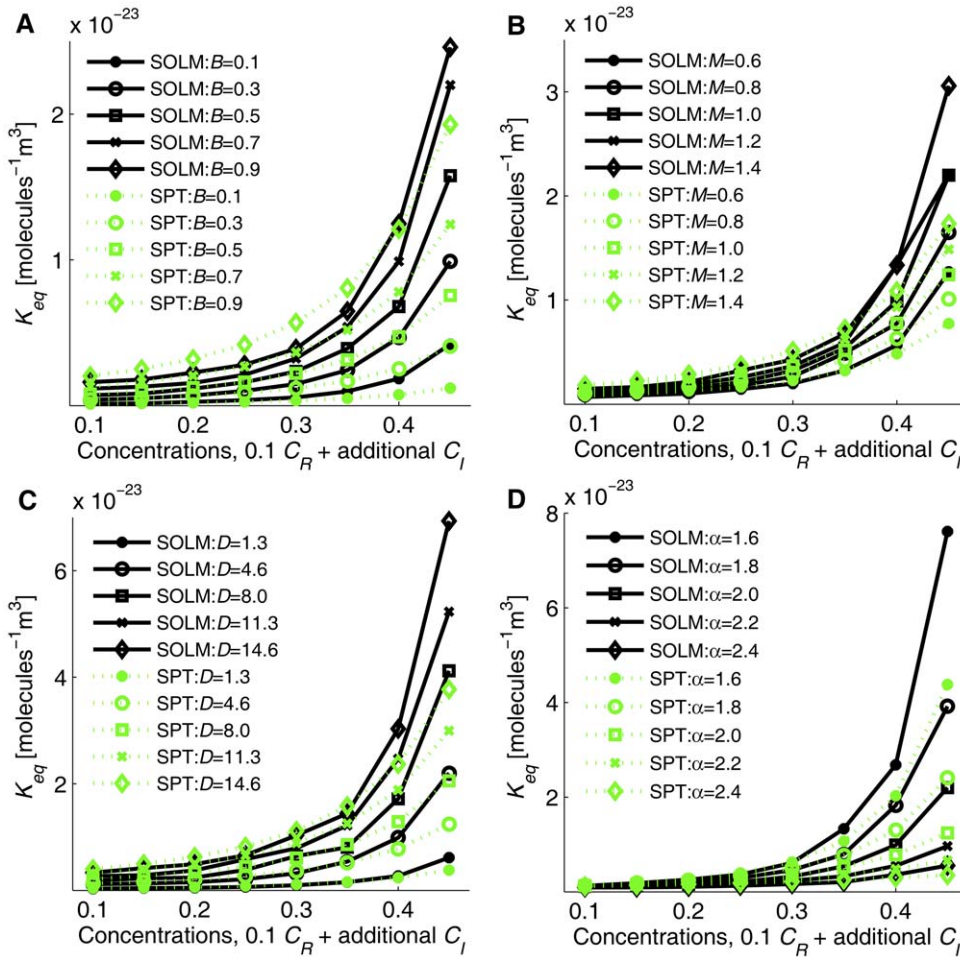 A
x 10⁻²³
SOLM:B=0.1
SOLM:B=0.3
SOLM:B=0.5
SOLM:B=0.7
SOLM:B=0.9
SPT:B=0.1
SPT:B=0.3
SPT:B=0.5
SPT:B=0.7
SPT:B=0.9
2
1
K_eq [molecules⁻¹m³]
0.1 0.2 0.3 0.4
Concentrations, 0.1 C_R + additional C_I
B
x 10⁻²³
SOLM:M=0.6
SOLM:M=0.8
SOLM:M=1.0
SOLM:M=1.2
SOLM:M=1.4
SPT:M=0.6
SPT:M=0.8
SPT:M=1.0
SPT:M=1.2
SPT:M=1.4
3
2
1
K_eq [molecules⁻¹m³]
0.1 0.2 0.3 0.4
Concentrations, 0.1 C_R + additional C_I
C
x 10⁻²³
SOLM:D=1.3
SOLM:D=4.6
SOLM:D=8.0
SOLM:D=11.3
SOLM:D=14.6
SPT:D=1.3
SPT:D=4.6
SPT:D=8.0
SPT:D=11.3
SPT:D=14.6
6
4
2
K_eq [molecules⁻¹m³]
0.1 0.2 0.3 0.4
Concentrations, 0.1 C_R + additional C_I
D
x 10⁻²³
SOLM:α=1.6
SOLM:α=1.8
SOLM:α=2.0
SOLM:α=2.2
SOLM:α=2.4
SPT:α=1.6
SPT:α=1.8
SPT:α=2.0
SPT:α=2.2
SPT:α=2.4
8
6
4
2
K_eq [molecules⁻¹m³]
0.1 0.2 0.3 0.4
Concentrations, 0.1 C_R + additional C_I